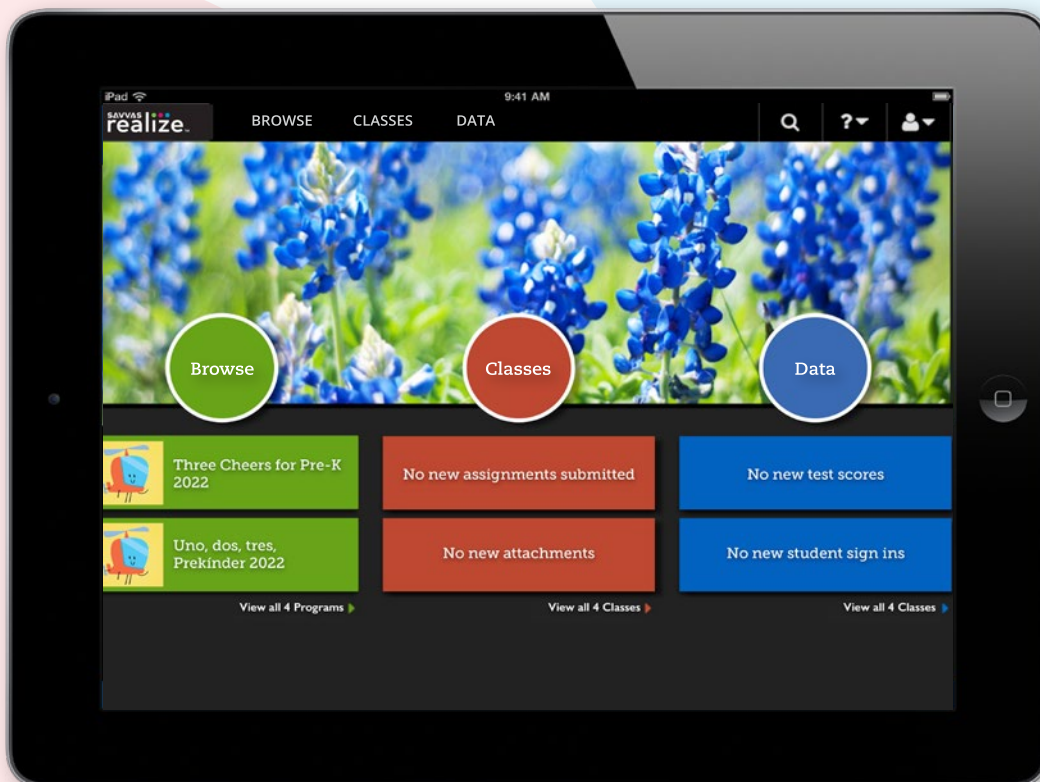 iPad 9:41 AM
SAVVAS
realize™ BROWSE CLASSES DATA ?
Browse Classes Data
Three Cheers for Pre-K
2022
No new assignments submitted
No new test scores
Uno, dos, tres,
Prekínder 2022
No new attachments
No new student sign ins
View all 4 Programs
View all 4 Classes
View all 4 Classes